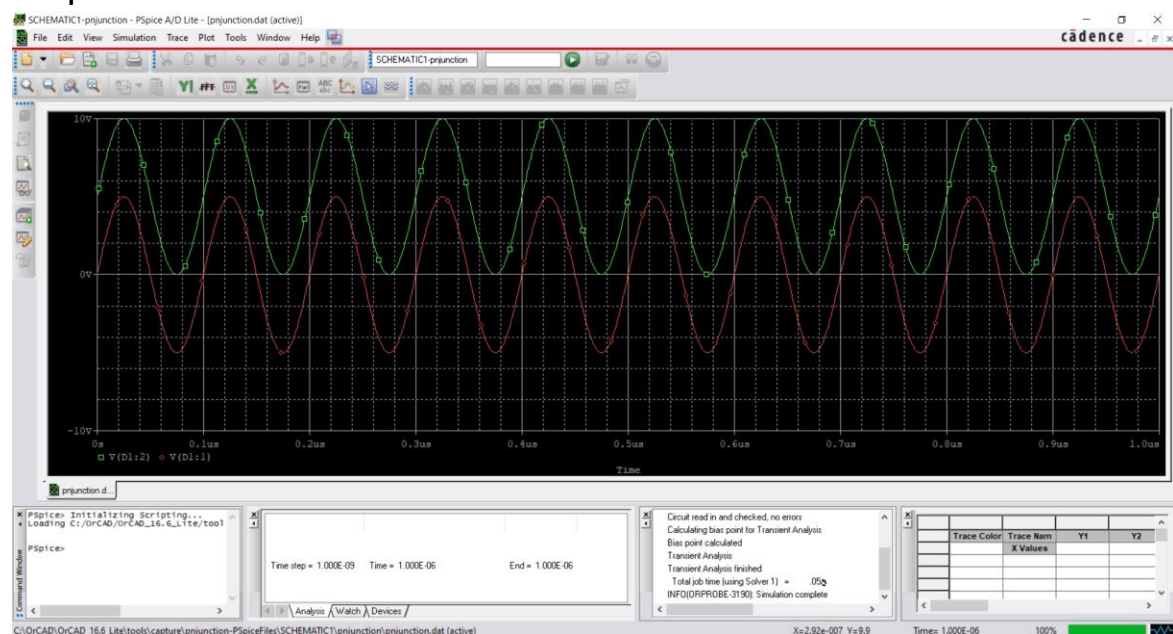 SCHEMATIC1-pnjunction - PSpice A/D Lite - [pnjunction.dat (active)]
File Edit View Simulation Trace Plot Tools Window Help
cādence
SCHEMATIC1-pnjunction
10V
0V
-10V
0s 0.1us 0.2us 0.3us 0.4us 0.5us 0.6us 0.7us 0.8us 0.9us 1.0us
V(D1:2) V(D1:1)
Time
pnjunction.d...
Command Window
PSpice> Initializing Scripting...
Loading C:/OrCAD/OrCAD_16.6_Lite/tool
PSpice>
Time step = 1.000E-09 Time = 1.000E-06 End = 1.000E-06
Analysis Watch Devices
Circuit read in and checked, no errors
Calculating bias point for Transient Analysis
Bias point calculated
Transient Analysis
Transient Analysis finished
Total job time (using Solver 1) = .05
INFO(ORPROBE-3190): Simulation complete
Trace Color Trace Nam Y1 Y2
X Values
C:\OrCAD\OrCAD_16.6_Lite\tools\capture\pnjunction-PSpiceFiles\SCHEMATIC1\pnjunction\pnjunction.dat (active) X=2.92e-007 Y=9.9 Time= 1.000E-06 100%